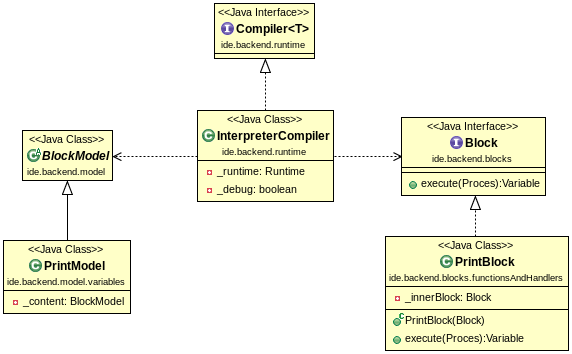 <<Java Interface>>
Compiler<T>
ide.backend.runtime
<<Java Class>>
InterpreterCompiler
ide.backend.runtime
_runtime: Runtime
_debug: boolean
<<Java Class>>
BlockModel
ide.backend.model
<<Java Interface>>
Block
ide.backend.blocks
execute(Proces):Variable
<<Java Class>>
PrintModel
ide.backend.model.variables
_content: BlockModel
<<Java Class>>
PrintBlock
ide.backend.blocks.functionsAndHandlers
_innerBlock: Block
PrintBlock(Block)
execute(Proces):Variable